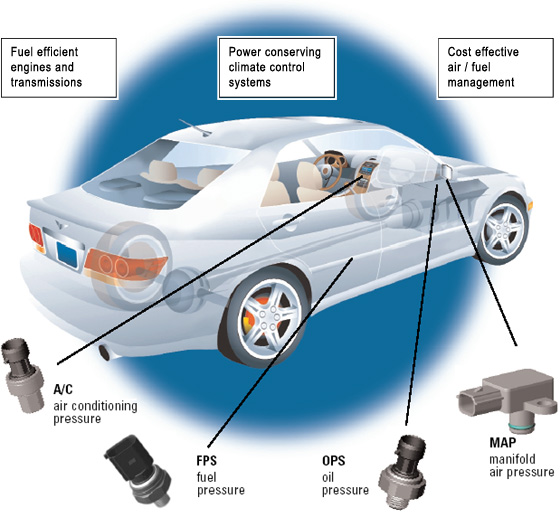 Fuel efficient
engines and
transmissions
Power conserving
climate control
systems
Cost effective
air / fuel
management
A/C
air conditioning
pressure
FPS
fuel
pressure
OPS
oil
pressure
MAP
manifold
air pressure